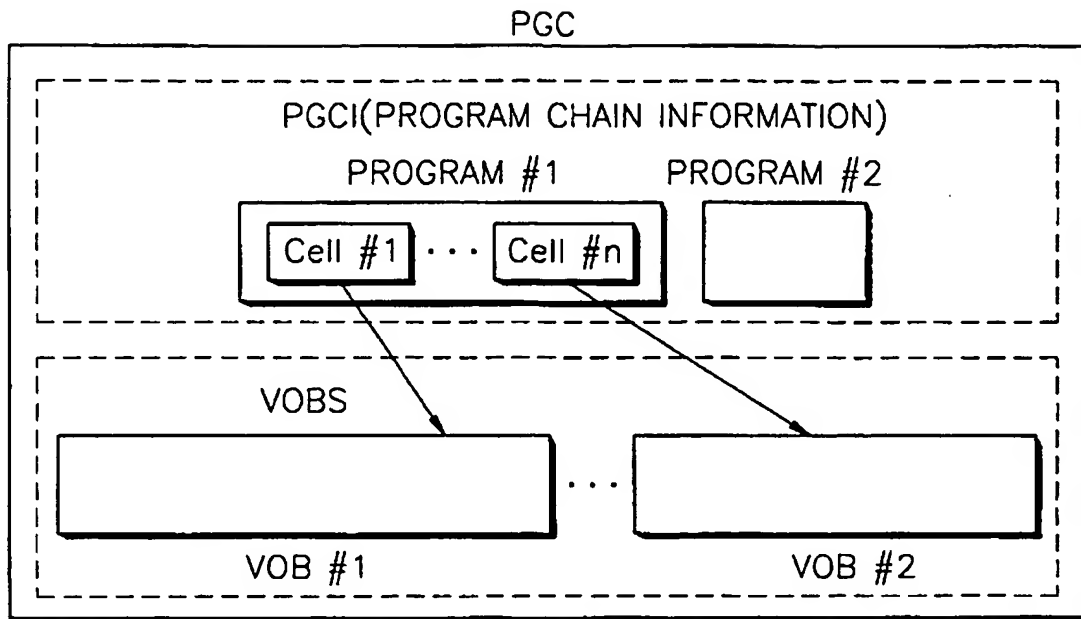 PGC
PGCI(PROGRAM CHAIN INFORMATION)
PROGRAM #1 PROGRAM #2
Cell #1 ··· Cell #n
VOBS
···
VOB #1 VOB #2